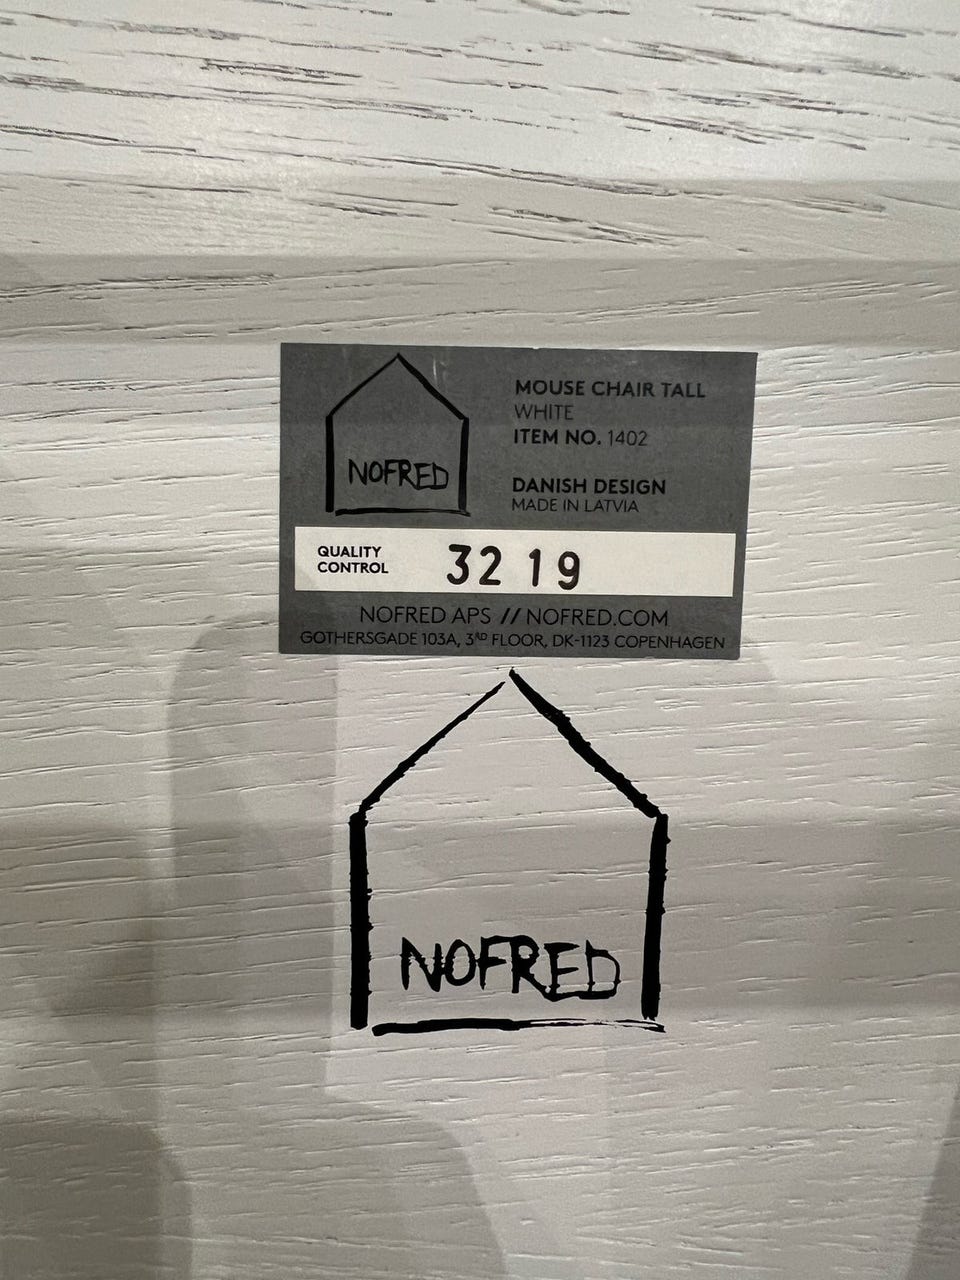 NOFRED
MOUSE CHAIR TALL
WHITE
ITEM NO. 1402
DANISH DESIGN
MADE IN LATVIA
QUALITY
CONTROL
32 19
NOFRED APS // NOFRED.COM
GOTHERSGADE 103A, 3RD FLOOR, DK-1123 COPENHAGEN
NOFRED